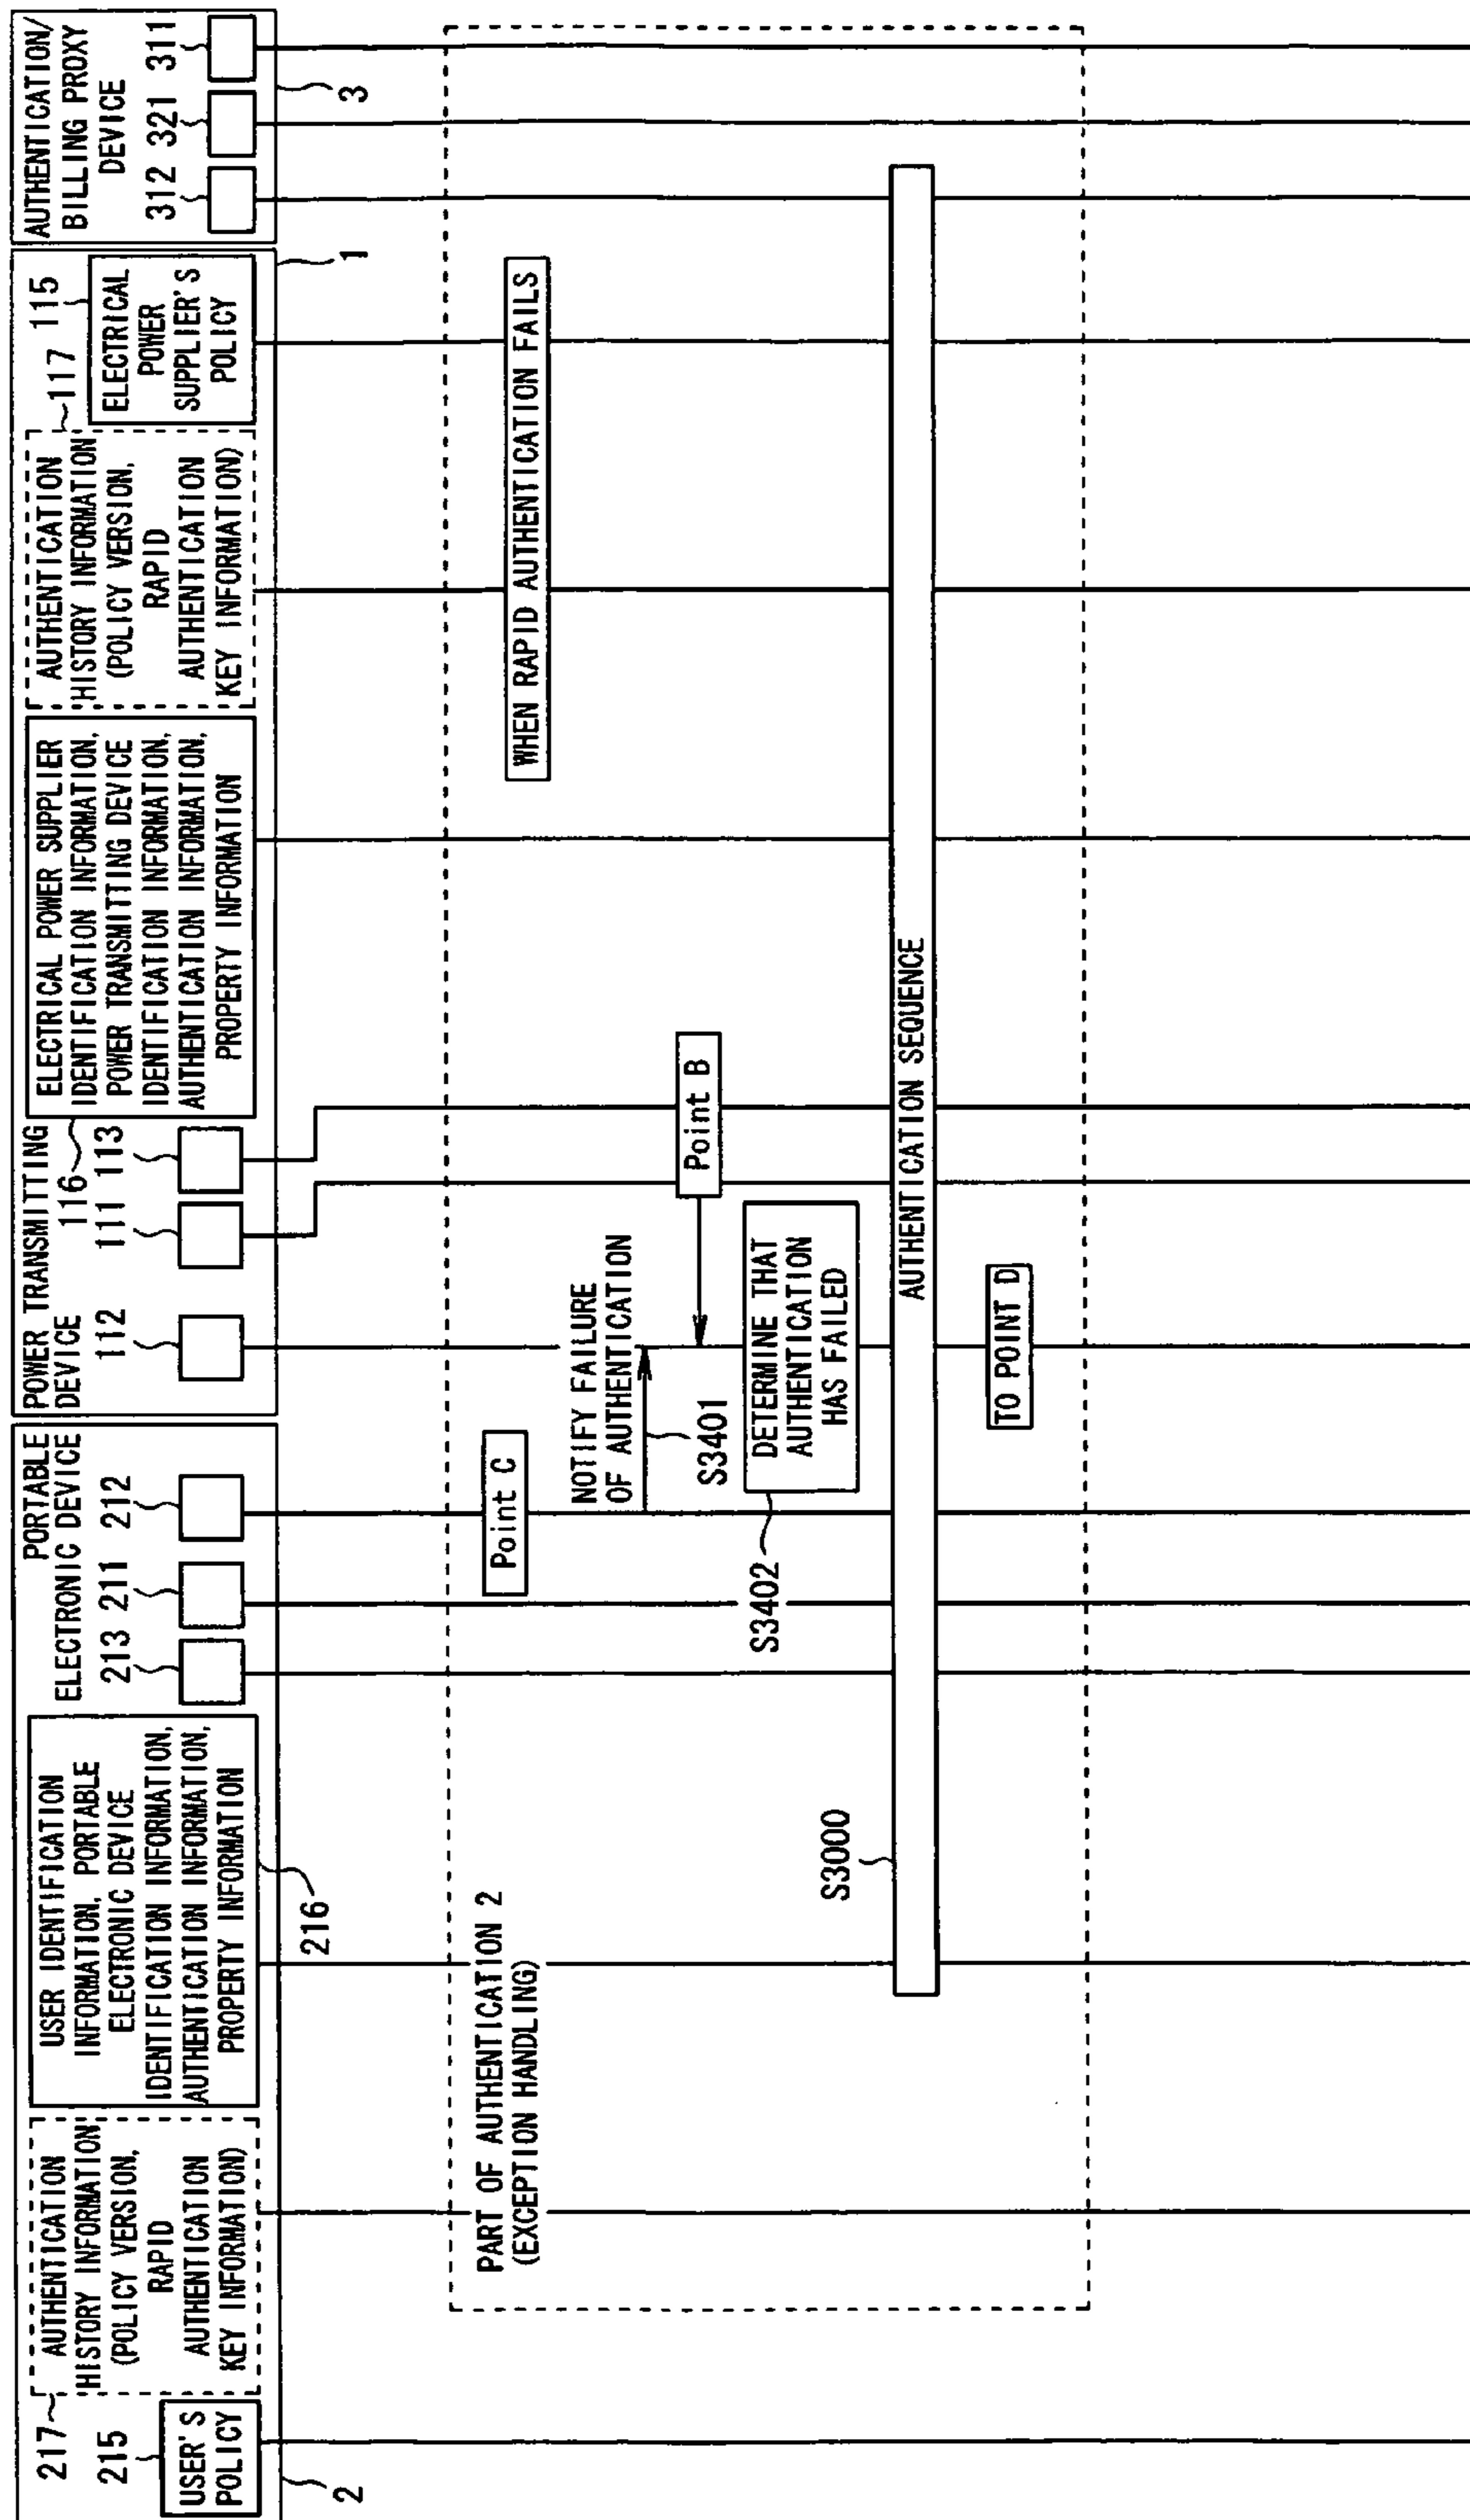 217
AUTHENTICATION
HISTORY INFORMATION
(POLICY VERSION,
RAPID
AUTHENTICATION
KEY INFORMATION)
215
USER'S
POLICY
2
USER IDENTIFICATION
INFORMATION, PORTABLE
ELECTRONIC DEVICE
IDENTIFICATION INFORMATION,
AUTHENTICATION INFORMATION,
PROPERTY INFORMATION
216
PORTABLE
ELECTRONIC DEVICE
213
211
212
POWER TRANSMITTING
DEVICE
116
112
111
113
ELECTRICAL POWER SUPPLIER
IDENTIFICATION INFORMATION,
POWER TRANSMITTING DEVICE
IDENTIFICATION INFORMATION,
AUTHENTICATION INFORMATION,
PROPERTY INFORMATION
AUTHENTICATION
HISTORY INFORMATION
(POLICY VERSION,
RAPID
AUTHENTICATION
KEY INFORMATION)
117
115
ELECTRICAL
POWER
SUPPLIER'S
POLICY
1
AUTHENTICATION/
BILLING PROXY
DEVICE
312
321
311
3
PART OF AUTHENTICATION 2
(EXCEPTION HANDLING)
Point C
WHEN RAPID AUTHENTICATION FAILS
NOTIFY FAILURE
OF AUTHENTICATION
S3401
Point B
S3402
DETERMINE THAT
AUTHENTICATION
HAS FAILED
S3000
AUTHENTICATION SEQUENCE
TO POINT D